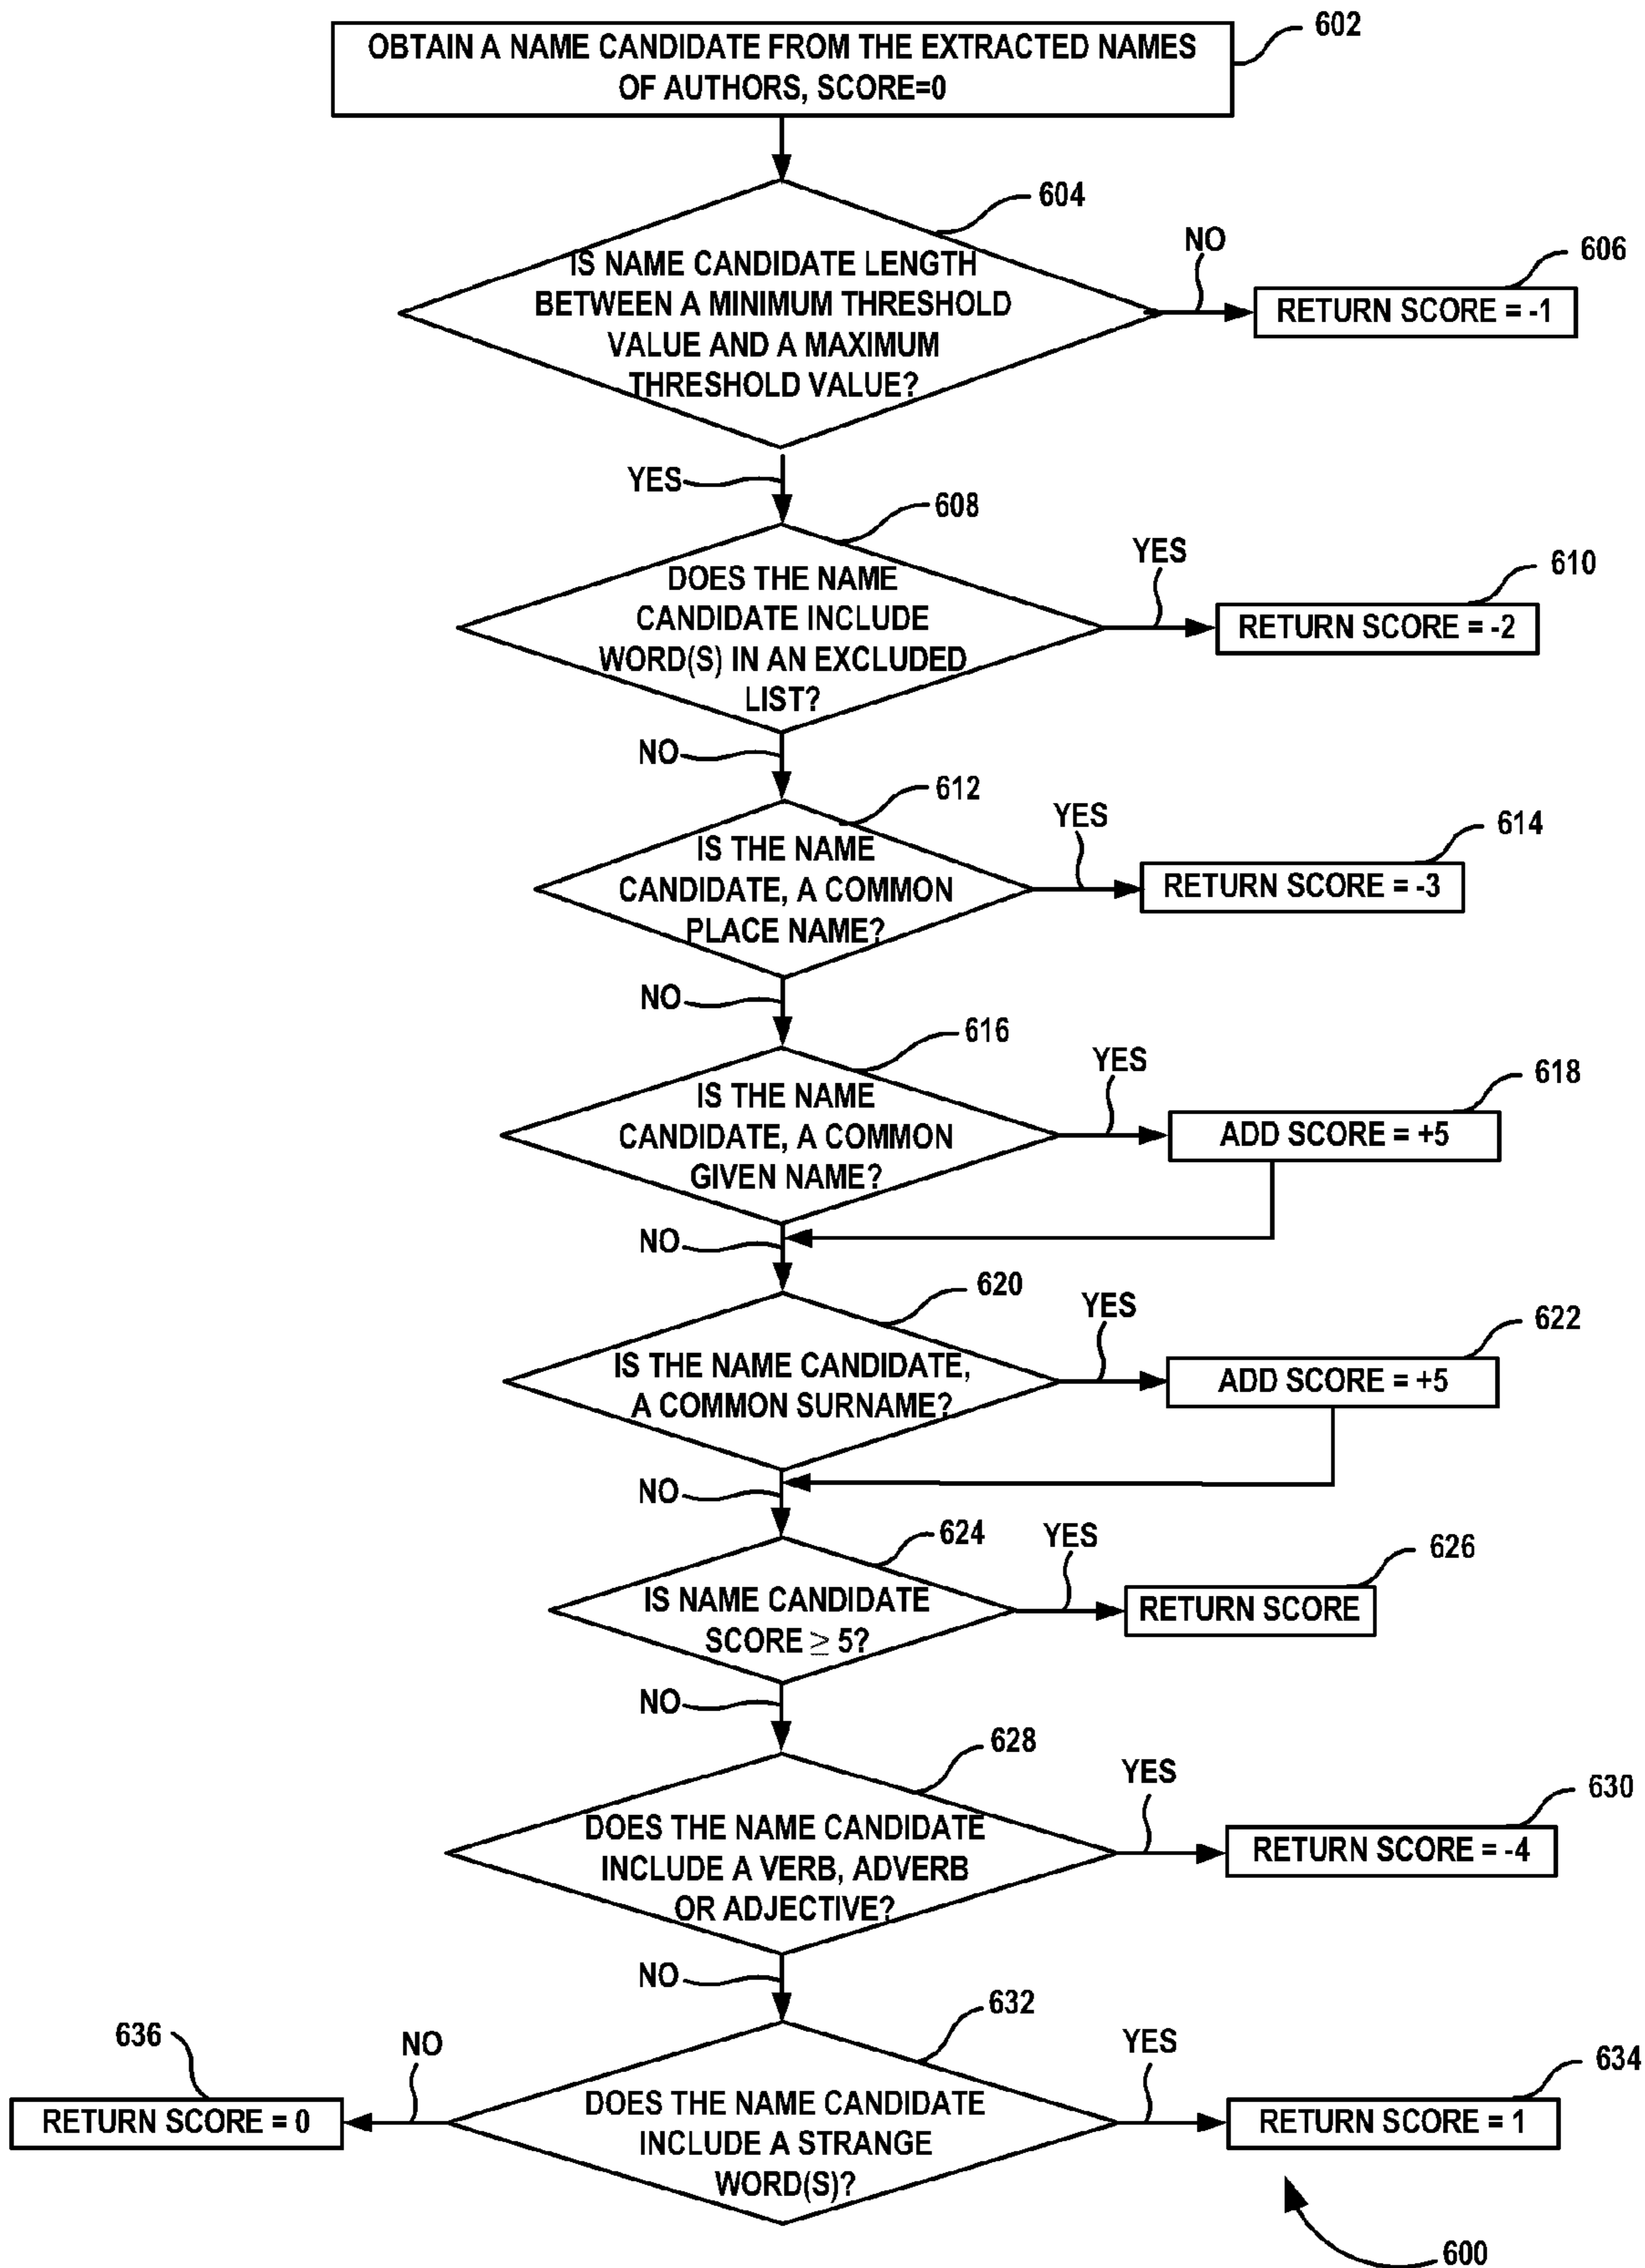 602
OBTAIN A NAME CANDIDATE FROM THE EXTRACTED NAMES
OF AUTHORS, SCORE=0
604
IS NAME CANDIDATE LENGTH
BETWEEN A MINIMUM THRESHOLD
VALUE AND A MAXIMUM
THRESHOLD VALUE?
NO
606
RETURN SCORE = -1
YES
608
DOES THE NAME
CANDIDATE INCLUDE
WORD(S) IN AN EXCLUDED
LIST?
YES
610
RETURN SCORE = -2
NO
612
IS THE NAME
CANDIDATE, A COMMON
PLACE NAME?
YES
614
RETURN SCORE = -3
NO
616
IS THE NAME
CANDIDATE, A COMMON
GIVEN NAME?
YES
618
ADD SCORE = +5
NO
620
IS THE NAME CANDIDATE,
A COMMON SURNAME?
YES
622
ADD SCORE = +5
NO
624
IS NAME CANDIDATE
SCORE ≥ 5?
YES
626
RETURN SCORE
NO
628
DOES THE NAME CANDIDATE
INCLUDE A VERB, ADVERB
OR ADJECTIVE?
YES
630
RETURN SCORE = -4
NO
632
DOES THE NAME CANDIDATE
INCLUDE A STRANGE
WORD(S)?
YES
634
RETURN SCORE = 1
NO
636
RETURN SCORE = 0
600